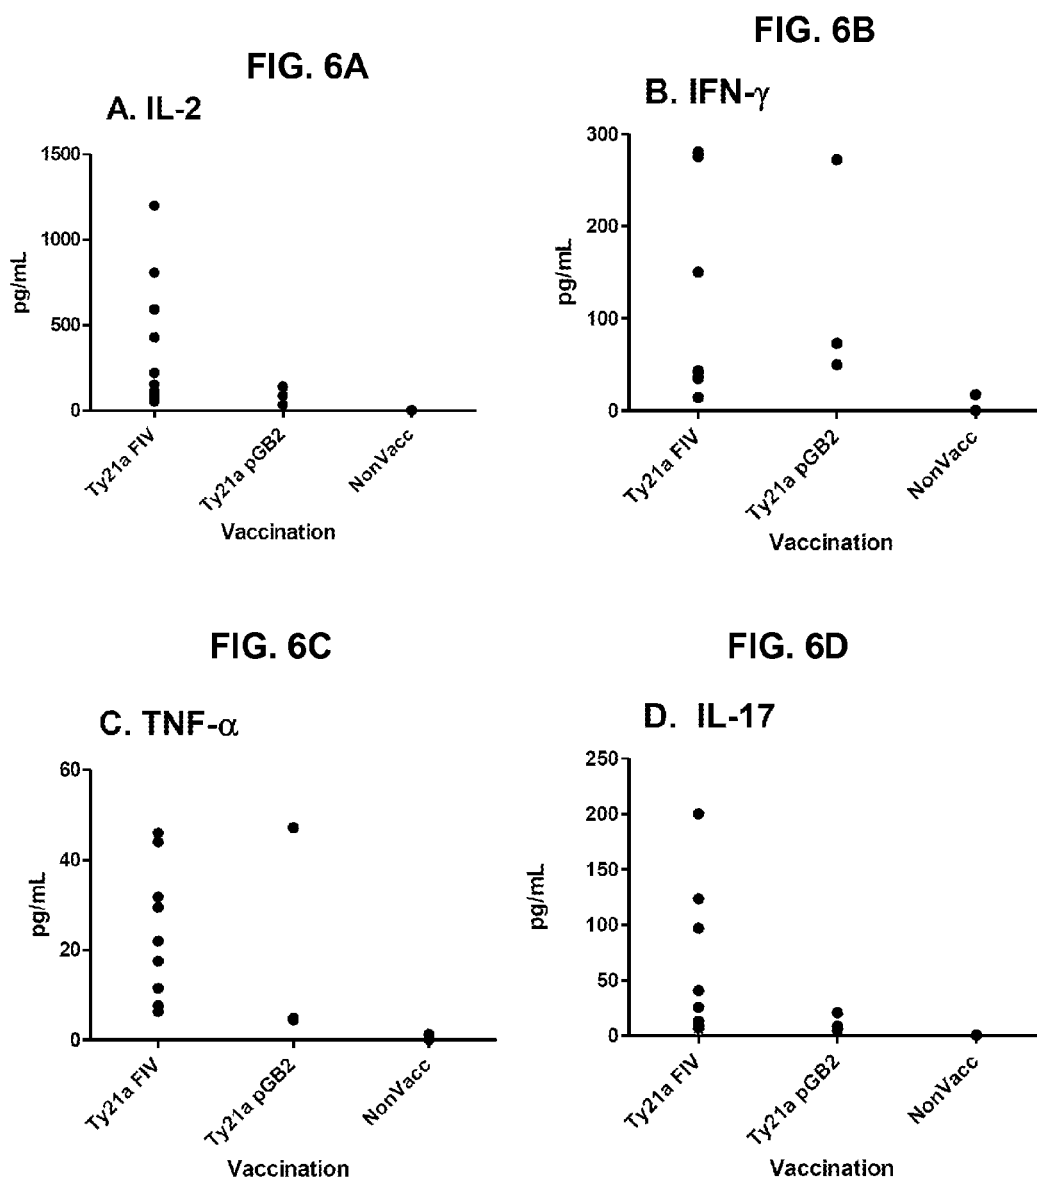 FIG. 6A
A. IL-2
1500
1000
500
0
pg/mL
Ty21a FIV
Ty21a pGB2
NonVacc
Vaccination
FIG. 6B
B. IFN-γ
300
200
100
0
pg/mL
Ty21a FIV
Ty21a pGB2
NonVacc
Vaccination
FIG. 6C
C. TNF-α
60
40
20
0
pg/mL
Ty21a FIV
Ty21a pGB2
NonVacc
Vaccination
FIG. 6D
D. IL-17
250
200
150
100
50
0
pg/mL
Ty21a FIV
Ty21a pGB2
NonVacc
Vaccination